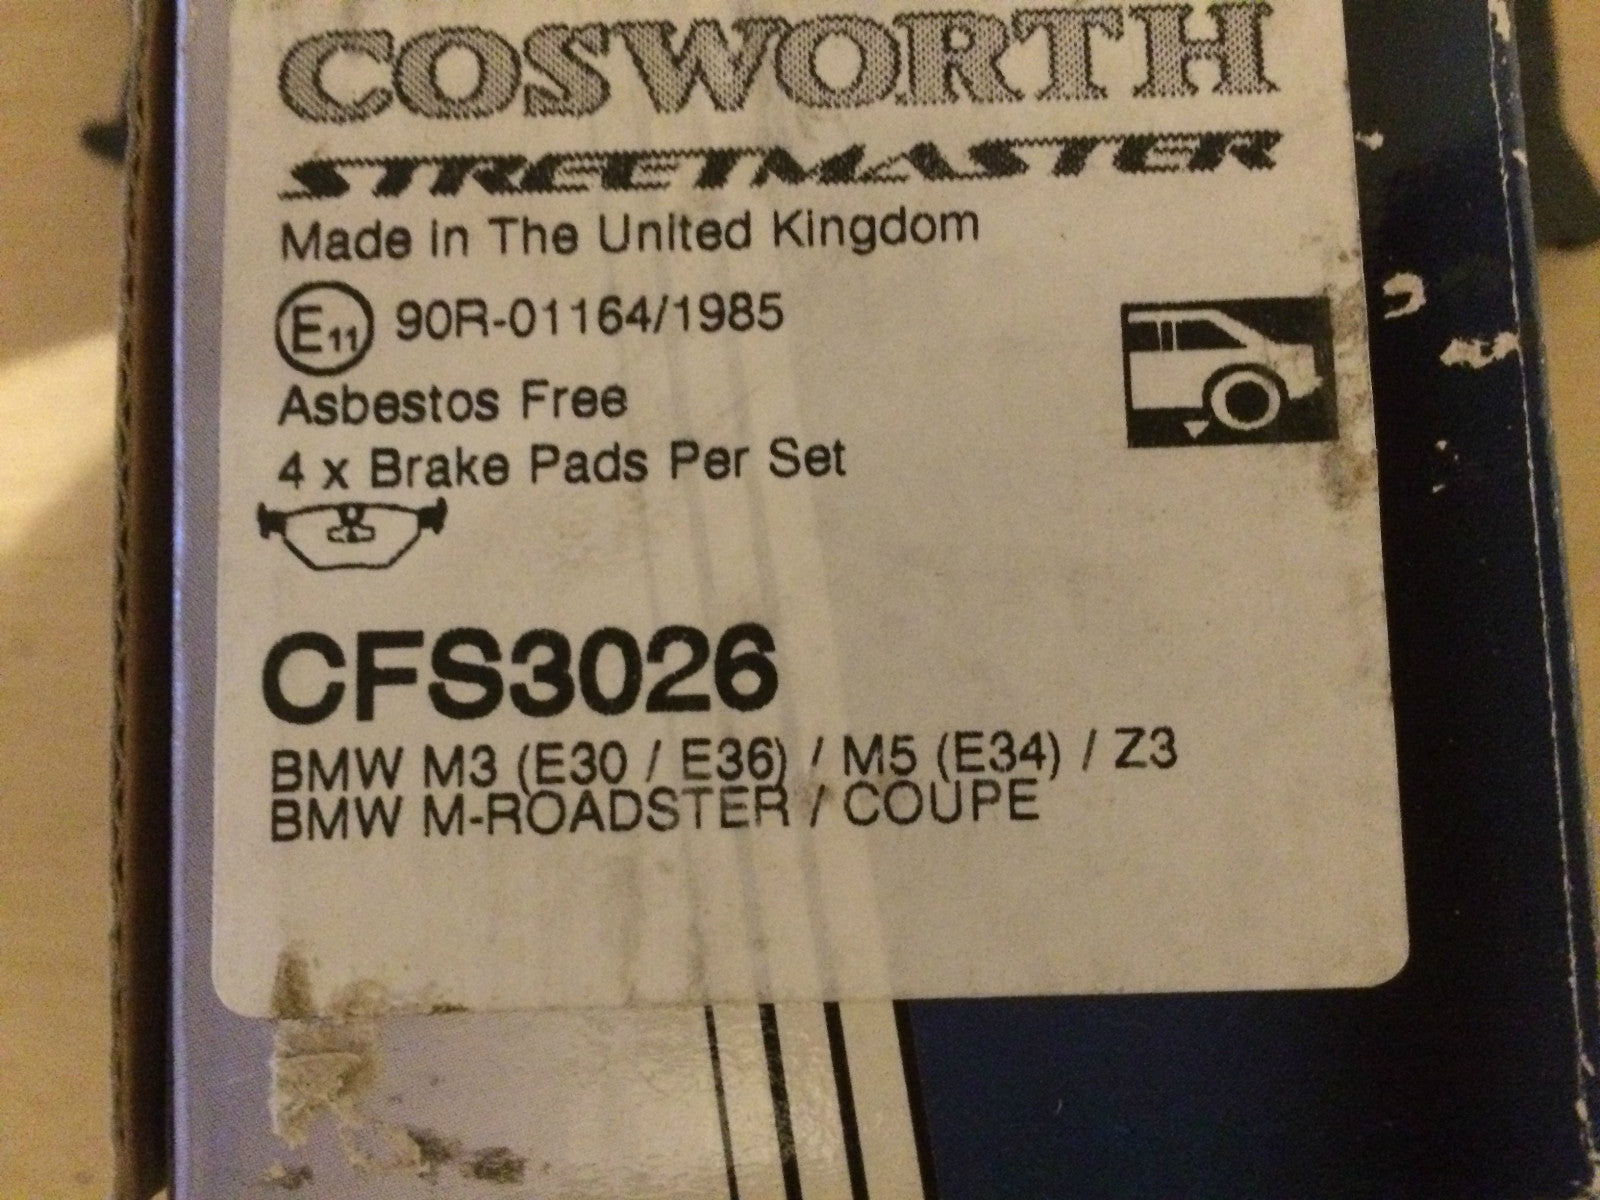 COSWORTH
STREETMASTER
Made in The United Kingdom
E11 90R-01164/1985
Asbestos Free
4 x Brake Pads Per Set
CFS3026
BMW M3 (E30 / E36) / M5 (E34) / Z3
BMW M-ROADSTER / COUPE